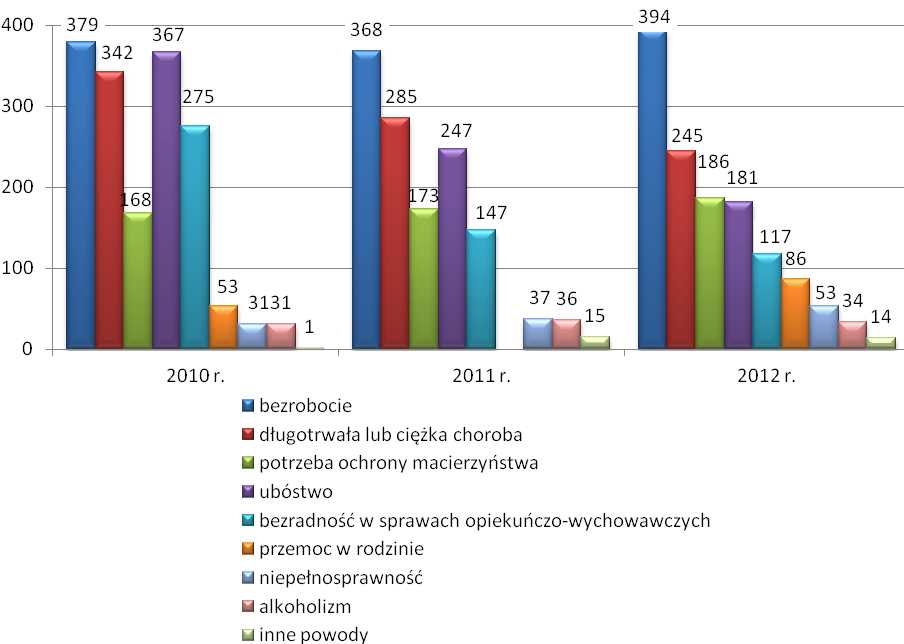 400
300
200
100
0
379
342
168
367
275
53
31
31
1
368
285
173
247
147
37
36
15
394
245
186
181
117
86
53
34
14
2010 r.
2011 r.
2012 r.
bezrobocie
długotrwała lub ciężka choroba
potrzeba ochrony macierzyństwa
ubóstwo
bezradność w sprawach opiekuńczo-wychowawczych
przemoc w rodzinie
niepełnosprawność
alkoholizm
inne powody